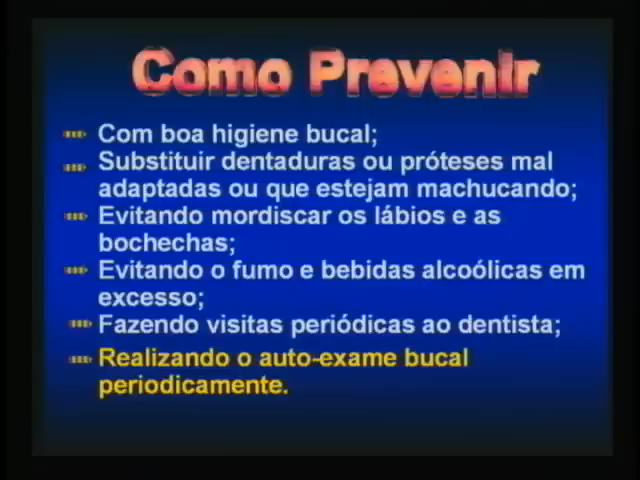 Como Prevenir
Com boa higiene bucal;
Substituir dentaduras ou próteses mal
adaptadas ou que estejam machucando;
Evitando mordiscar os lábios e as
bochechas;
Evitando o fumo e bebidas alcoólicas em
excesso;
Fazendo visitas periódicas ao dentista;
Realizando o auto-exame bucal
periodicamente.